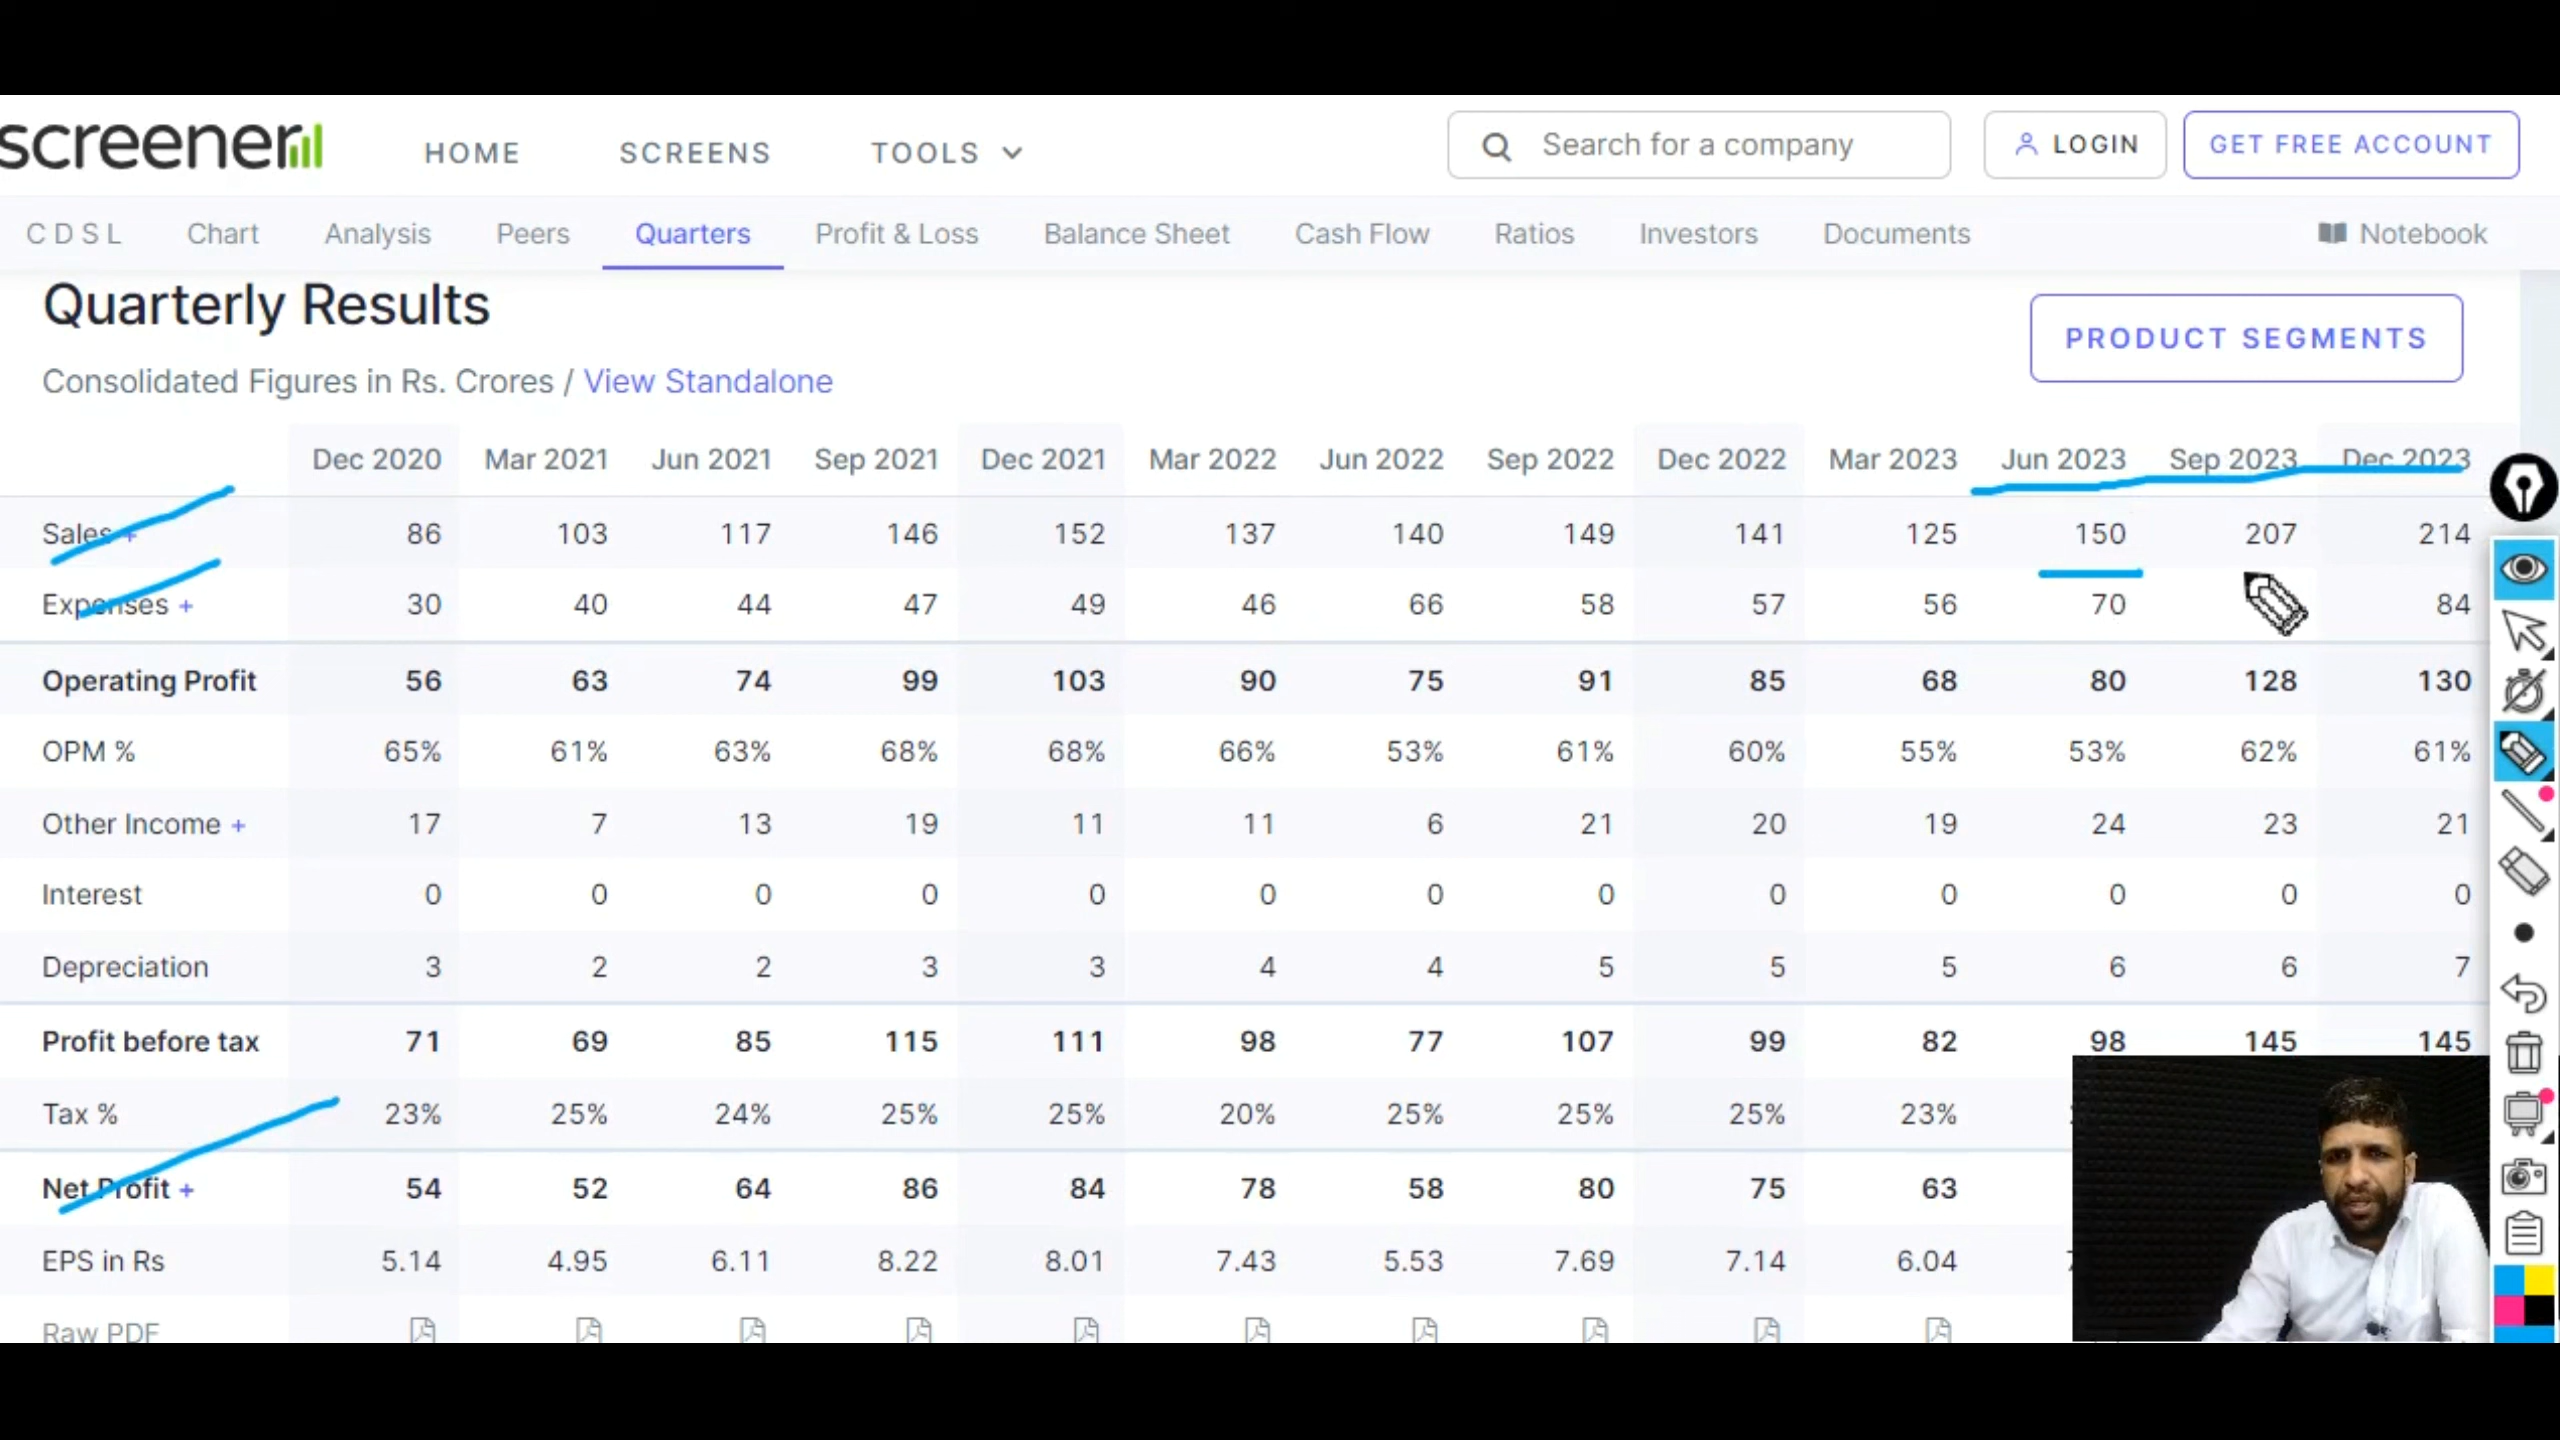 screener HOME SCREENS TOOLS Search for a company LOGIN GET FREE ACCOUNT
C D S L Chart Analysis Peers Quarters Profit & Loss Balance Sheet Cash Flow Ratios Investors Documents Notebook
Quarterly Results
PRODUCT SEGMENTS
Consolidated Figures in Rs. Crores / View Standalone
Dec 2020 Mar 2021 Jun 2021 Sep 2021 Dec 2021 Mar 2022 Jun 2022 Sep 2022 Dec 2022 Mar 2023 Jun 2023 Sep 2023 Dec 2023
Sales + 86 103 117 146 152 137 140 149 141 125 150 207 214
Expenses + 30 40 44 47 49 46 66 58 57 56 70 84
Operating Profit 56 63 74 99 103 90 75 91 85 68 80 128 130
OPM % 65% 61% 63% 68% 68% 66% 53% 61% 60% 55% 53% 62% 61%
Other Income + 17 7 13 19 11 11 6 21 20 19 24 23 21
Interest 0 0 0 0 0 0 0 0 0 0 0 0 0
Depreciation 3 2 2 3 3 4 4 5 5 5 6 6 7
Profit before tax 71 69 85 115 111 98 77 107 99 82 98 145 145
Tax % 23% 25% 24% 25% 25% 20% 25% 25% 25% 23%
Net Profit + 54 52 64 86 84 78 58 80 75 63
EPS in Rs 5.14 4.95 6.11 8.22 8.01 7.43 5.53 7.69 7.14 6.04
Raw PDF